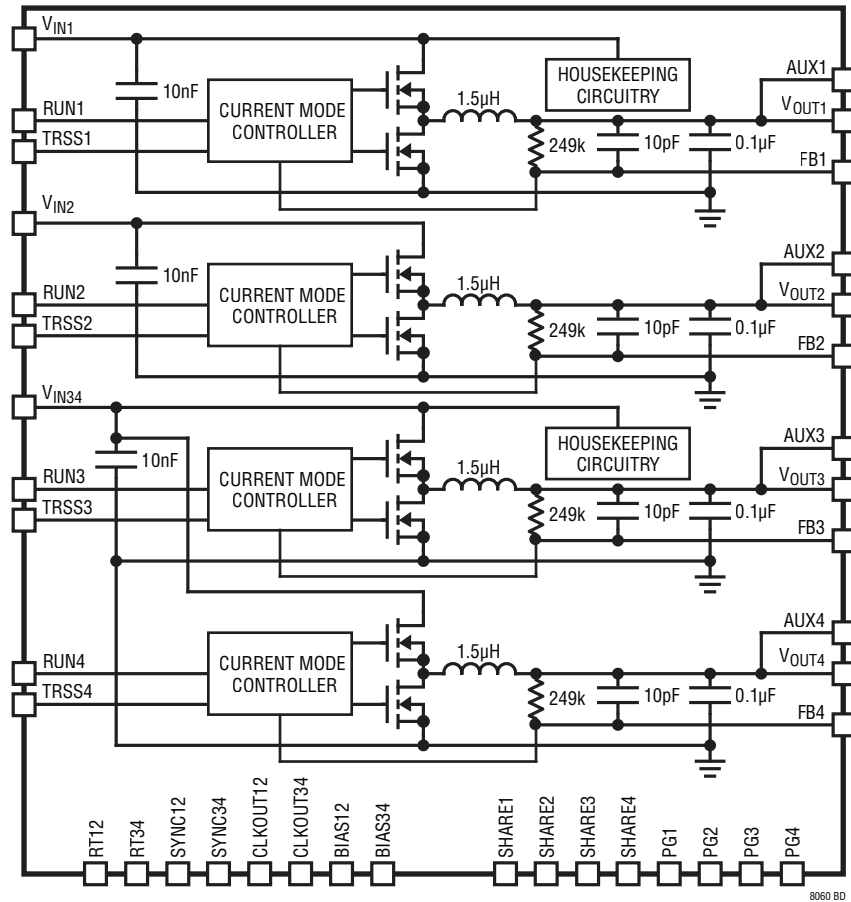 VIN1
AUX1
10nF
HOUSEKEEPING
CIRCUITRY
1.5µH
RUN1
CURRENT MODE
CONTROLLER
VOUT1
TRSS1
249k
10pF
0.1µF
FB1
VIN2
AUX2
10nF
1.5µH
RUN2
CURRENT MODE
CONTROLLER
VOUT2
TRSS2
249k
10pF
0.1µF
FB2
VIN34
AUX3
10nF
HOUSEKEEPING
CIRCUITRY
1.5µH
RUN3
CURRENT MODE
CONTROLLER
VOUT3
TRSS3
249k
10pF
0.1µF
FB3
AUX4
1.5µH
RUN4
CURRENT MODE
CONTROLLER
VOUT4
TRSS4
249k
10pF
0.1µF
FB4
RT12
RT34
SYNC12
SYNC34
CLKOUT12
CLKOUT34
BIAS12
BIAS34
SHARE1
SHARE2
SHARE3
SHARE4
PG1
PG2
PG3
PG4
8060 BD